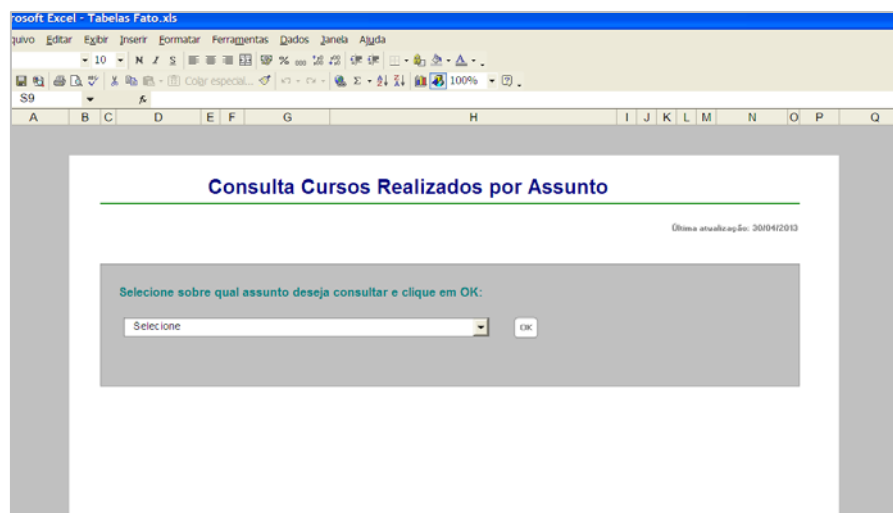 rosoft Excel - Tabelas Fato.xls
quivo Editar Exibir Inserir Formatar Ferramentas Dados Janela Ajuda
10 N I S % 000
Colar especial... Σ 100%
S9 fx
A B C D E F G H I J K L M N O P Q
Consulta Cursos Realizados por Assunto
Última atualização: 30/04/2013
Selecione sobre qual assunto deseja consultar e clique em OK:
Selecione OK